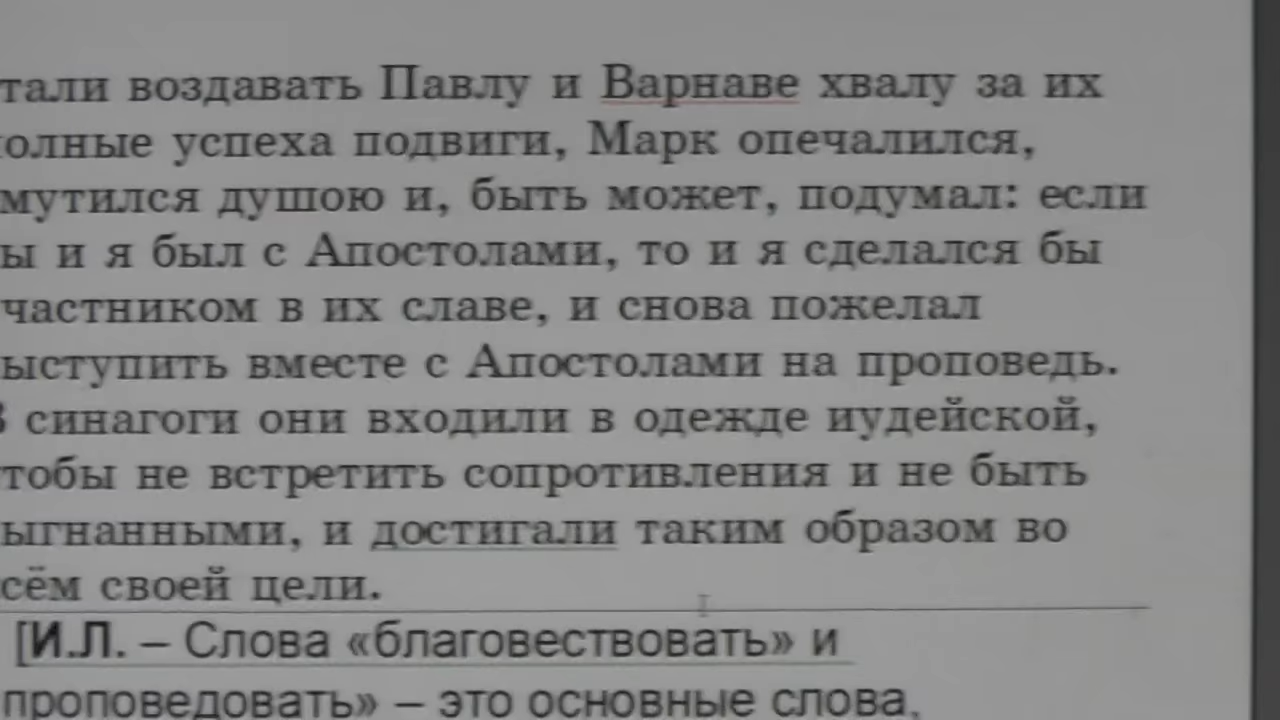 тали воздавать Павлу и Варнаве хвалу за их
олные успеха подвиги, Марк опечалился,
мутился душою и, быть может, подумал: если
ы и я был с Апостолами, то и я сделался бы
частником в их славе, и снова пожелал
ыступить вместе с Апостолами на проповедь.
В синагоги они входили в одежде иудейской,
тобы не встретить сопротивления и не быть
ыгнанными, и достигали таким образом во
сём своей цели.
[И.Л. – Слова «благовествовать» и
проповедовать» – это основные слова,